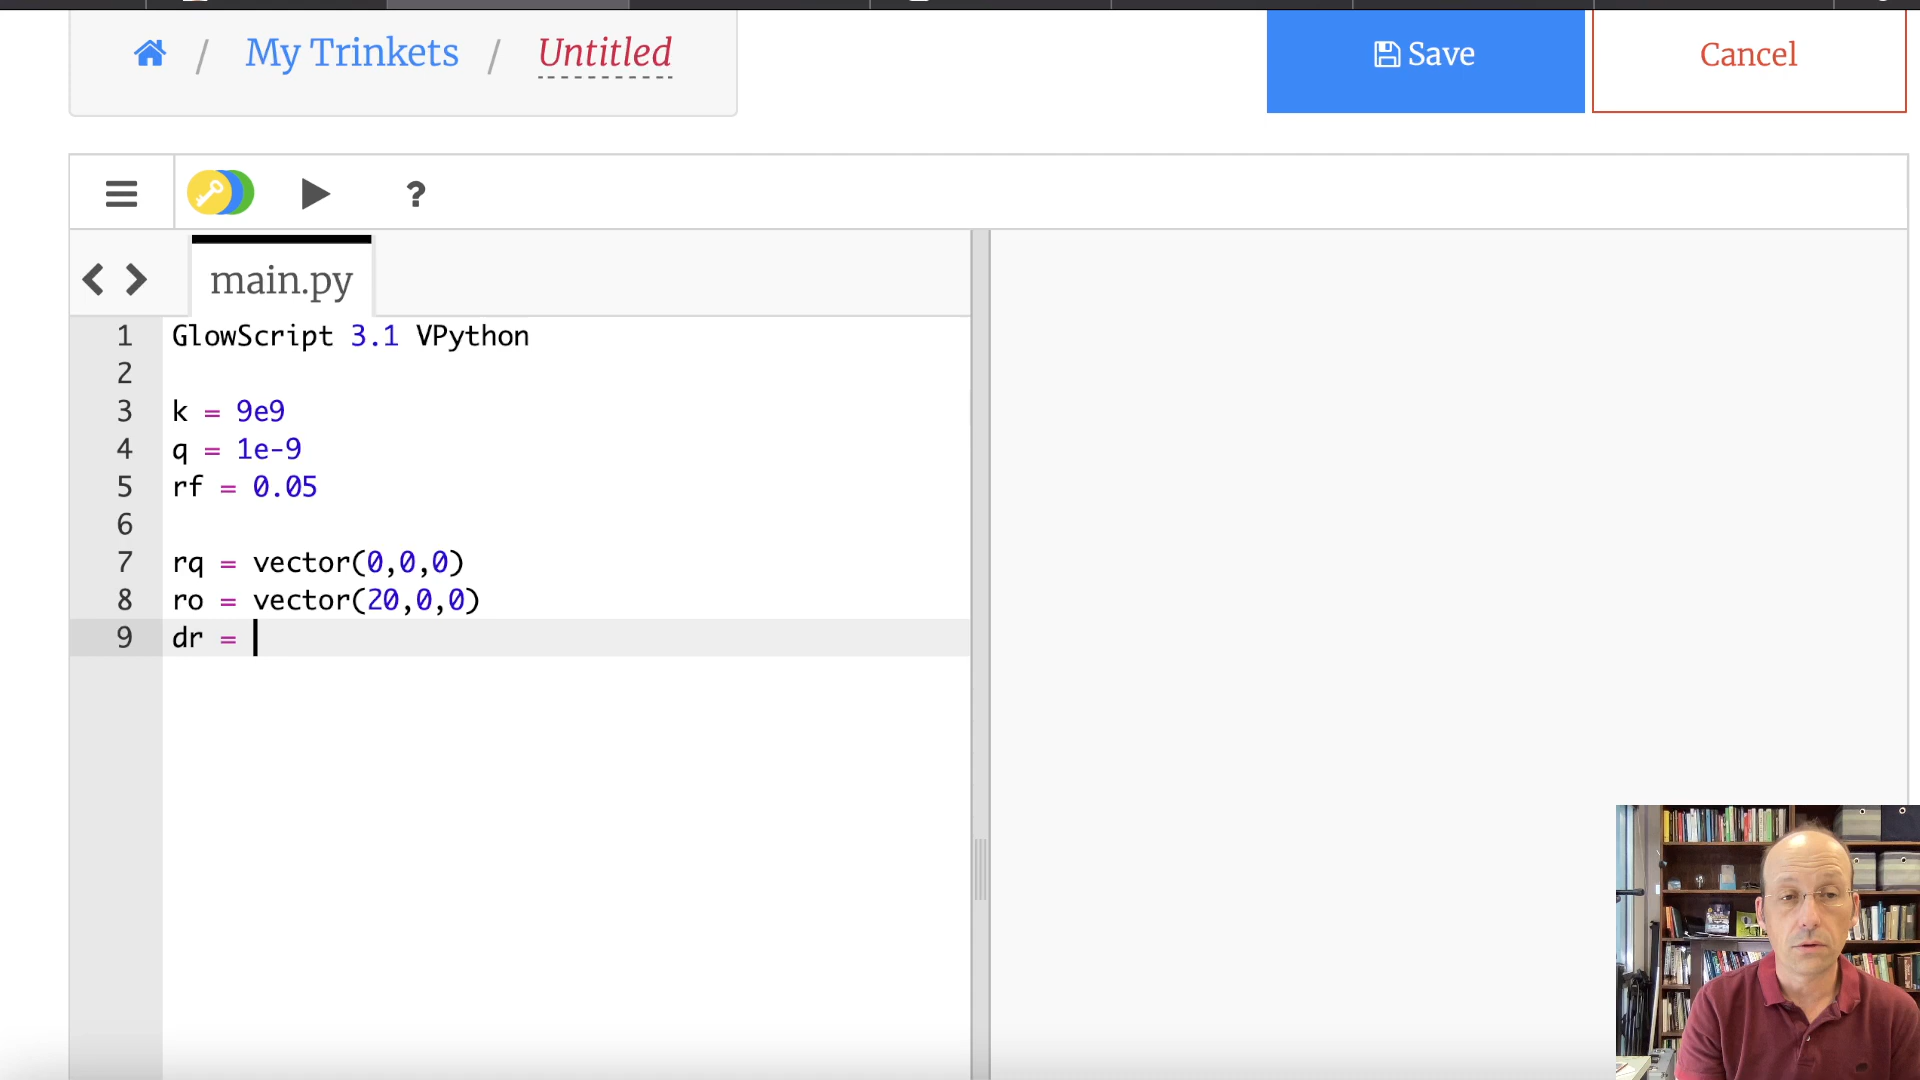 / My Trinkets / Untitled
Save
Cancel
?
main.py
1 GlowScript 3.1 VPython
2
3 k = 9e9
4 q = 1e-9
5 rf = 0.05
6
7 rq = vector(0,0,0)
8 ro = vector(20,0,0)
9 dr =